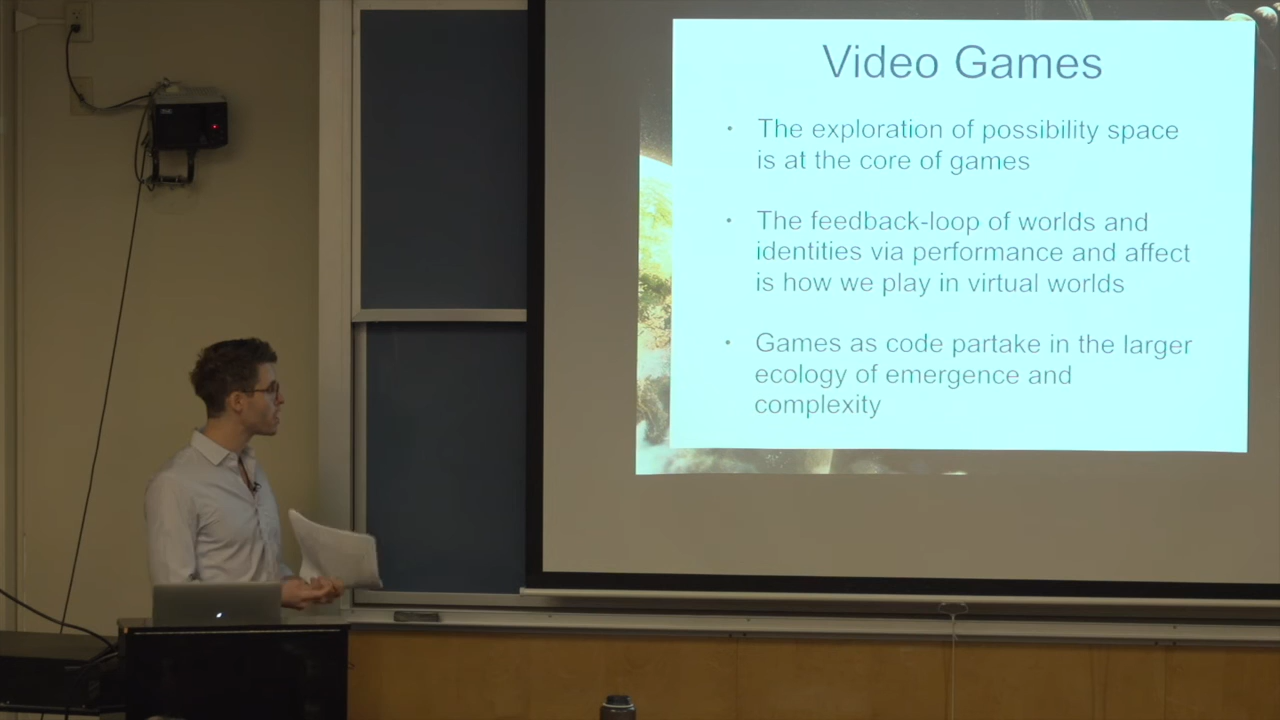 Video Games
• The exploration of possibility space
is at the core of games
• The feedback-loop of worlds and
identities via performance and affect
is how we play in virtual worlds
• Games as code partake in the larger
ecology of emergence and
complexity